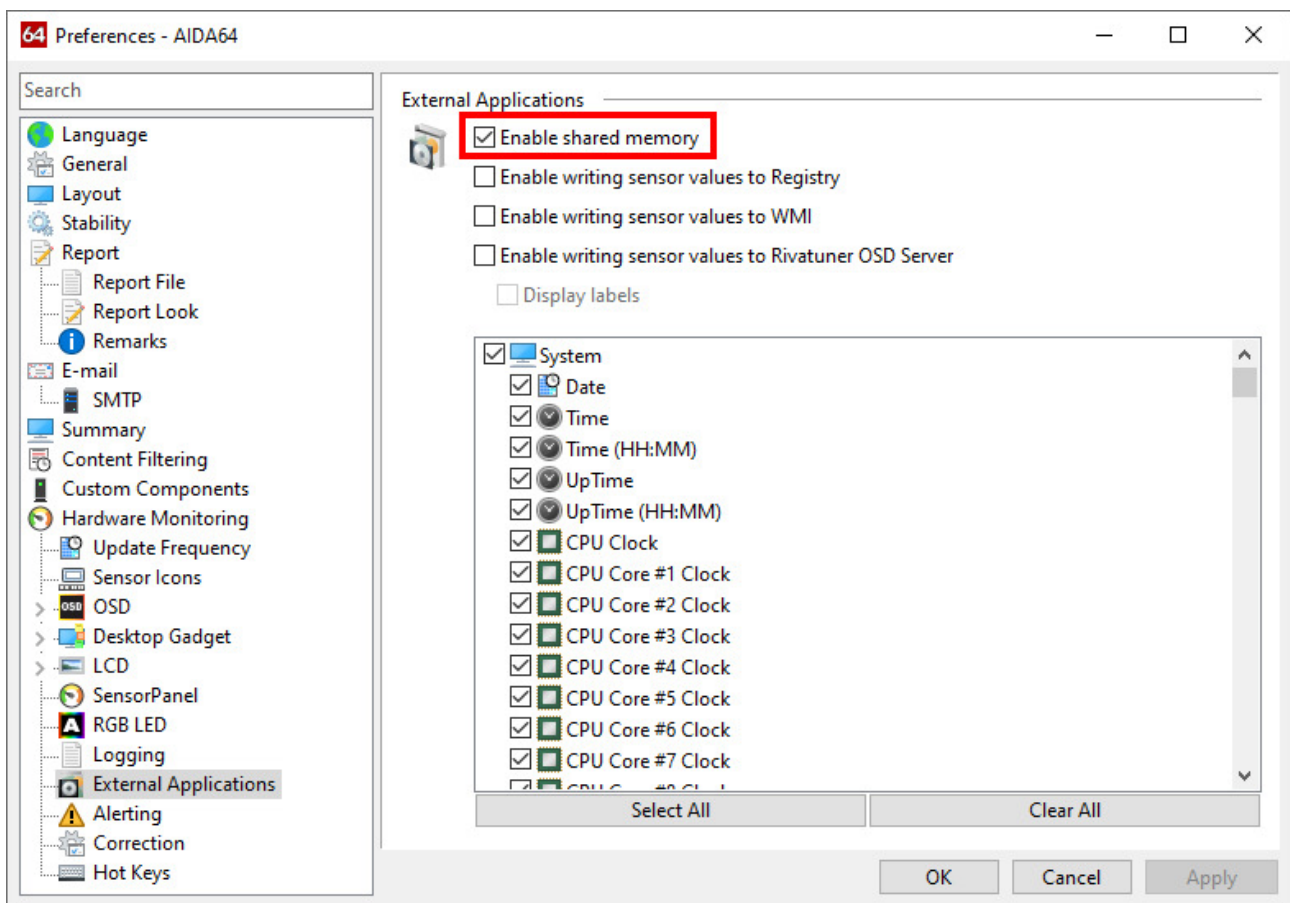 64 Preferences - AIDA64
Search
Language
General
Layout
Stability
Report
Report File
Report Look
Remarks
E-mail
SMTP
Summary
Content Filtering
Custom Components
Hardware Monitoring
Update Frequency
Sensor Icons
OSD OSD
Desktop Gadget
LCD
SensorPanel
A RGB LED
Logging
External Applications
Alerting
Correction
Hot Keys
External Applications
Enable shared memory
Enable writing sensor values to Registry
Enable writing sensor values to WMI
Enable writing sensor values to Rivatuner OSD Server
Display labels
System
Date
Time
Time (HH:MM)
UpTime
UpTime (HH:MM)
CPU Clock
CPU Core #1 Clock
CPU Core #2 Clock
CPU Core #3 Clock
CPU Core #4 Clock
CPU Core #5 Clock
CPU Core #6 Clock
CPU Core #7 Clock
Select All
Clear All
OK
Cancel
Apply